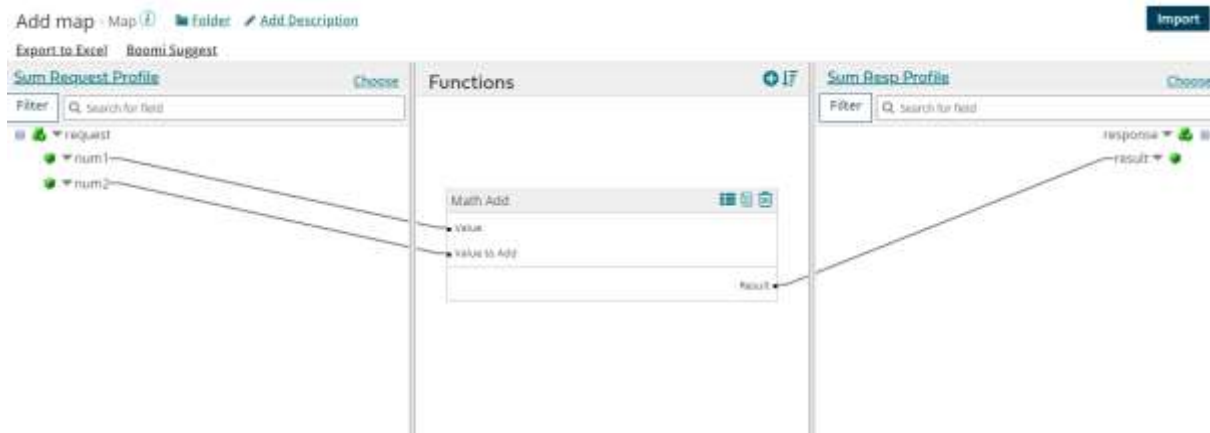 Add map - Map i Folder Add Description
Import
Export to Excel Boomi Suggest
Sum Request Profile Choose
Filter Search for field
request
num1
num2
Functions
Math Add
Value
Value to Add
Result
Sum Resp Profile Choose
Filter Search for field
response
result